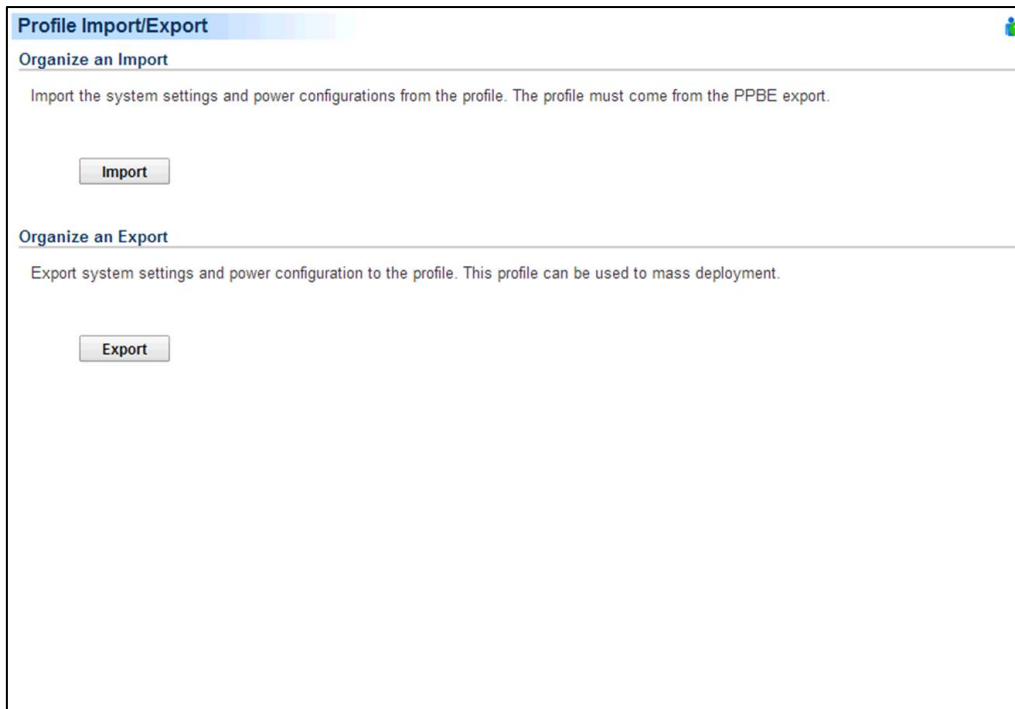 Profile Import/Export
Organize an Import
Import the system settings and power configurations from the profile. The profile must come from the PPBE export.
Import
Organize an Export
Export system settings and power configuration to the profile. This profile can be used to mass deployment.
Export